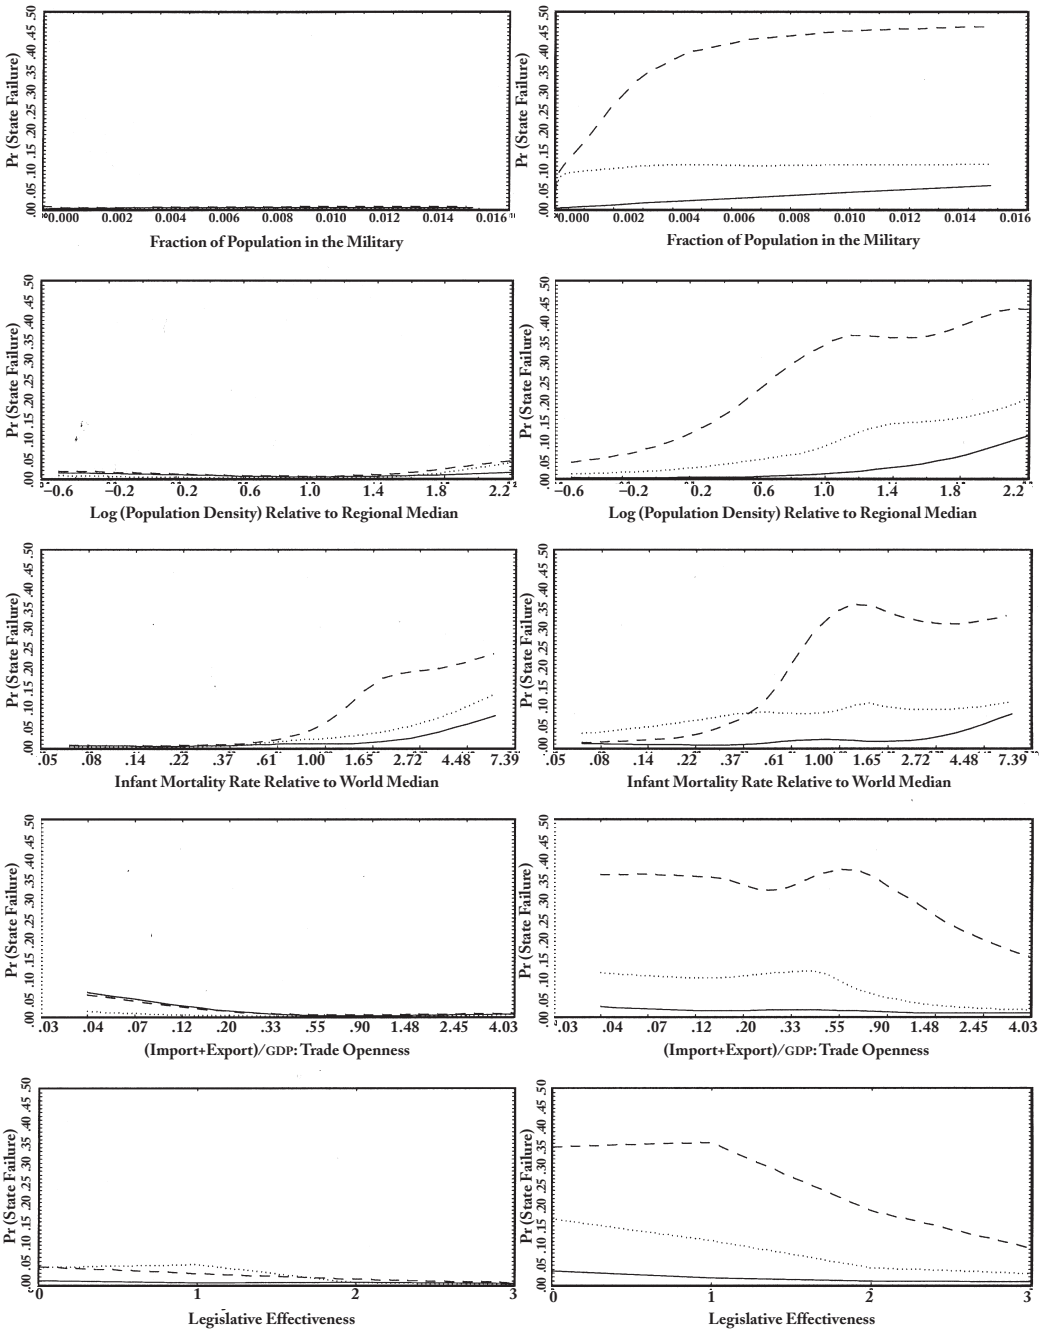 Pr (State Failure)
.00 .05 .10 .15 .20 .25 .30 .35 .40 .45 .50
0.000 0.002 0.004 0.006 0.008 0.010 0.012 0.014 0.016
Fraction of Population in the Military
Pr (State Failure)
.00 .05 .10 .15 .20 .25 .30 .35 .40 .45 .50
0.000 0.002 0.004 0.006 0.008 0.010 0.012 0.014 0.016
Fraction of Population in the Military
Pr (State Failure)
.00 .05 .10 .15 .20 .25 .30 .35 .40 .45 .50
−0.6 −0.2 0.2 0.6 1.0 1.4 1.8 2.2
Log (Population Density) Relative to Regional Median
Pr (State Failure)
.00 .05 .10 .15 .20 .25 .30 .35 .40 .45 .50
−0.6 −0.2 0.2 0.6 1.0 1.4 1.8 2.2
Log (Population Density) Relative to Regional Median
Pr (State Failure)
.00 .05 .10 .15 .20 .25 .30 .35 .40 .45 .50
.05 .08 .14 .22 .37 .61 1.00 1.65 2.72 4.48 7.39
Infant Mortality Rate Relative to World Median
Pr (State Failure)
.00 .05 .10 .15 .20 .25 .30 .35 .40 .45 .50
.05 .08 .14 .22 .37 .61 1.00 1.65 2.72 4.48 7.39
Infant Mortality Rate Relative to World Median
Pr (State Failure)
.00 .05 .10 .15 .20 .25 .30 .35 .40 .45 .50
.03 .04 .07 .12 .20 .33 .55 .90 1.48 2.45 4.03
(Import+Export)/GDP: Trade Openness
Pr (State Failure)
.00 .05 .10 .15 .20 .25 .30 .35 .40 .45 .50
.03 .04 .07 .12 .20 .33 .55 .90 1.48 2.45 4.03
(Import+Export)/GDP: Trade Openness
Pr (State Failure)
.00 .05 .10 .15 .20 .25 .30 .35 .40 .45 .50
0 1 2 3
Legislative Effectiveness
Pr (State Failure)
.00 .05 .10 .15 .20 .25 .30 .35 .40 .45 .50
0 1 2 3
Legislative Effectiveness